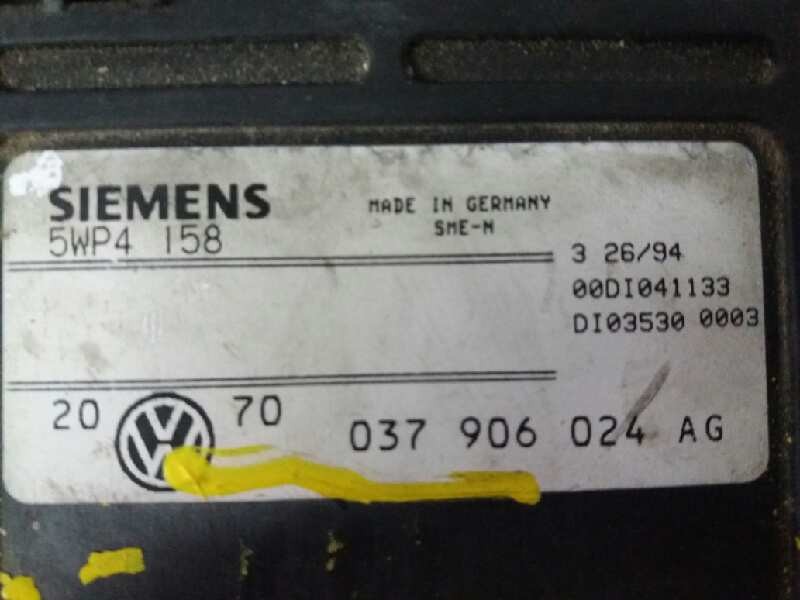 SIEMENS
MADE IN GERMANY
5WP4 158
SME-N
3 26/94
00DI041133
DI03530 0003
20 VW 70
037 906 024 AG